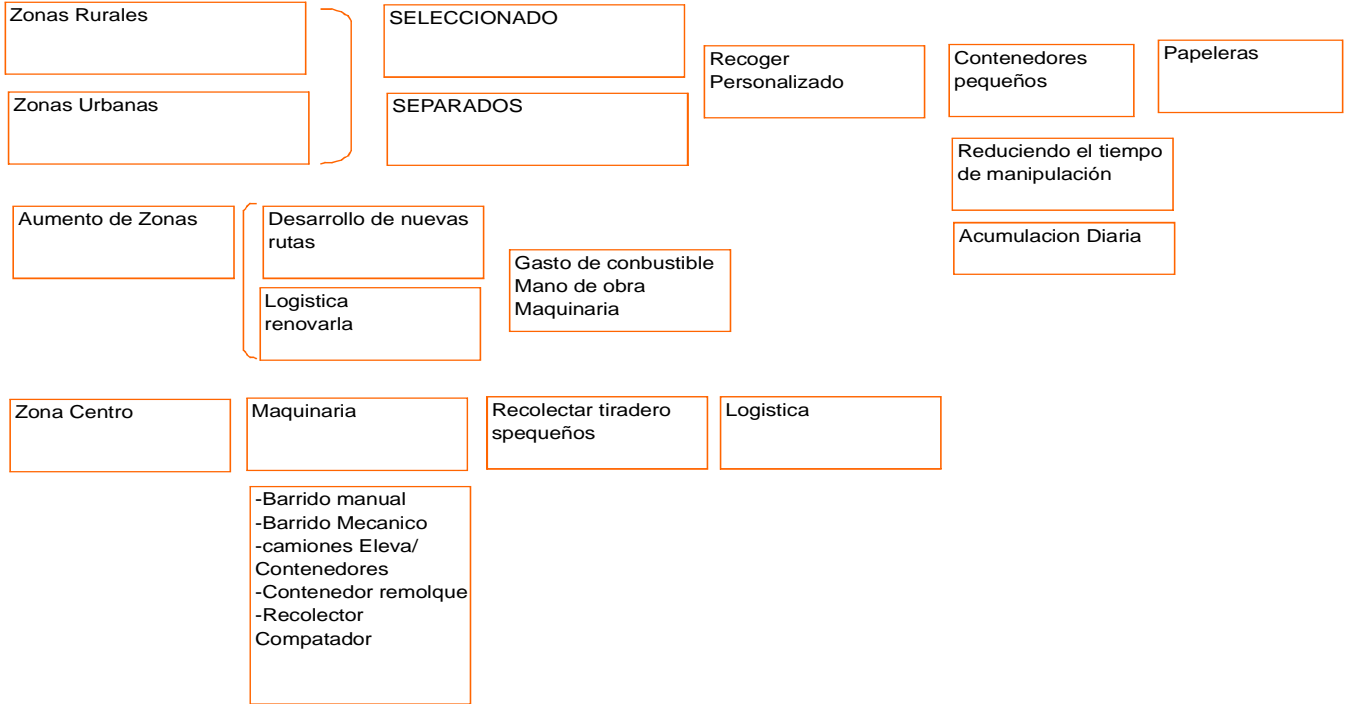 Zonas Rurales
SELECCIONADO
Recoger
Personalizado
Contenedores
pequeños
Papeleras
Zonas Urbanas
SEPARADOS
Reduciendo el tiempo
de manipulación
Acumulacion Diaria
Aumento de Zonas
Desarrollo de nuevas
rutas
Logistica
renovarla
Gasto de conbustible
Mano de obra
Maquinaria
Zona Centro
Maquinaria
Recolectar tiradero
spequeños
Logistica
-Barrido manual
-Barrido Mecanico
-camiones Eleva/
Contenedores
-Contenedor remolque
-Recolector
Compatador